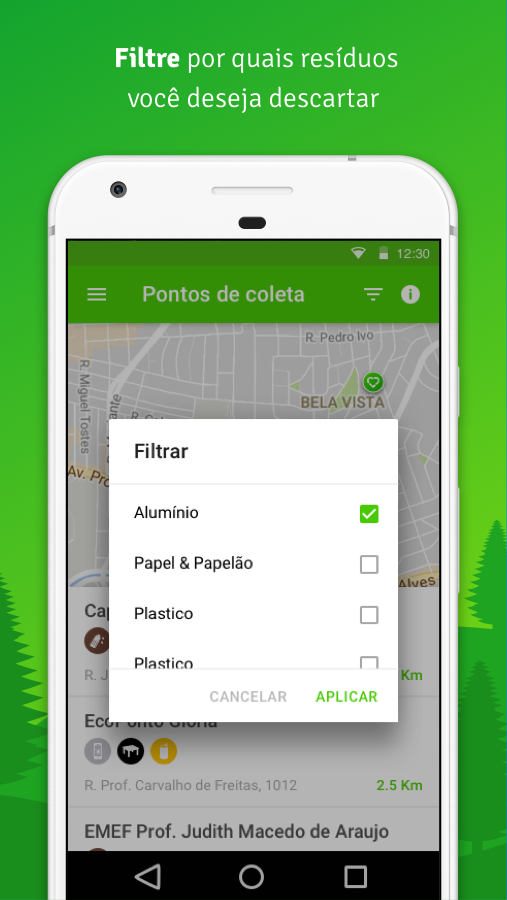 Filtre por quais resíduos
você deseja descartar
12:30
Pontos de coleta
R. Pedro Ivo
R. Miguel Tostes
BELA VISTA
Av.
Filtrar
Alumínio
Papel & Papelão
Alves
Plastico
Plastico
R.
Km
CANCELAR APLICAR
EcoPonto Gloria
R. Prof. Carvalho de Freitas, 1012 2.5 Km
EMEF Prof. Judith Macedo de Araujo